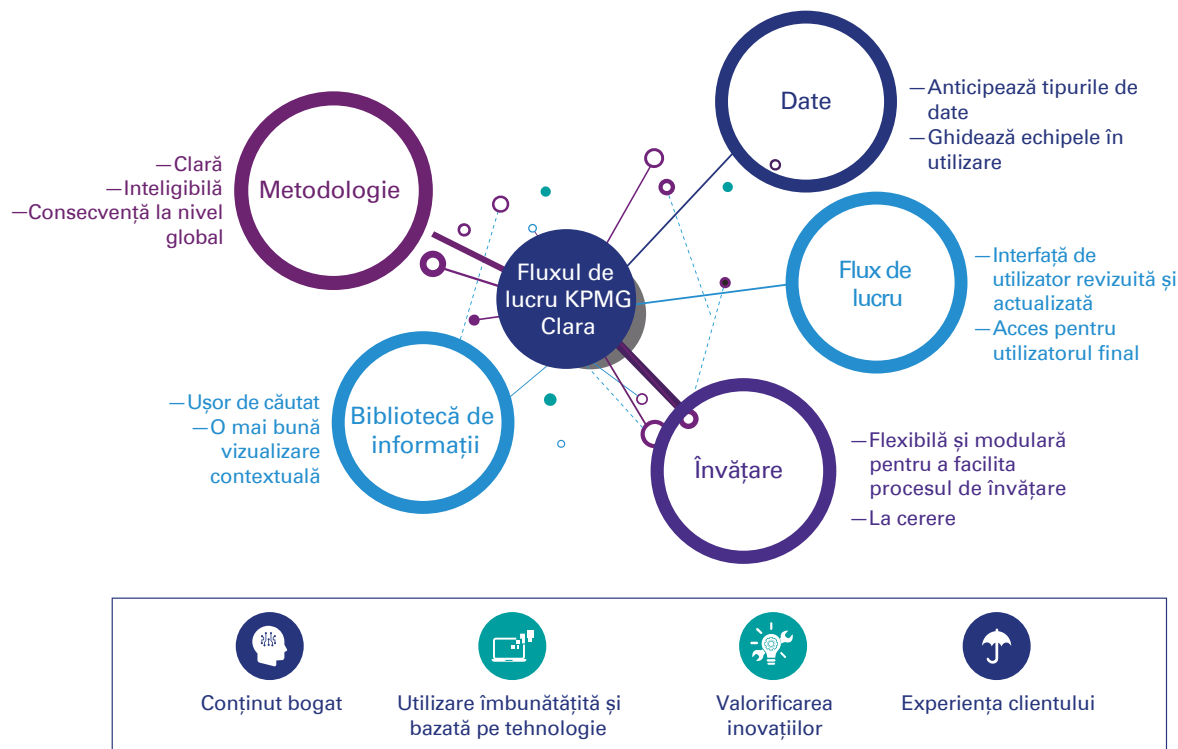 Date
—Anticipează tipurile de
date
—Ghidează echipele în
utilizare
Metodologie
—Clară
—Inteligibilă
—Consecvență la nivel
global
Fluxul de
lucru KPMG
Clara
Flux de
lucru
—Interfață de
utilizator revizuită și
actualizată
—Acces pentru
utilizatorul final
Bibliotecă de
informații
—Ușor de căutat
—O mai bună
vizualizare
contextuală
Învățare
—Flexibilă și modulară
pentru a facilita
procesul de învățare
—La cerere
Conținut bogat
Utilizare îmbunătățită și
bazată pe tehnologie
Valorificarea
inovațiilor
Experiența clientului